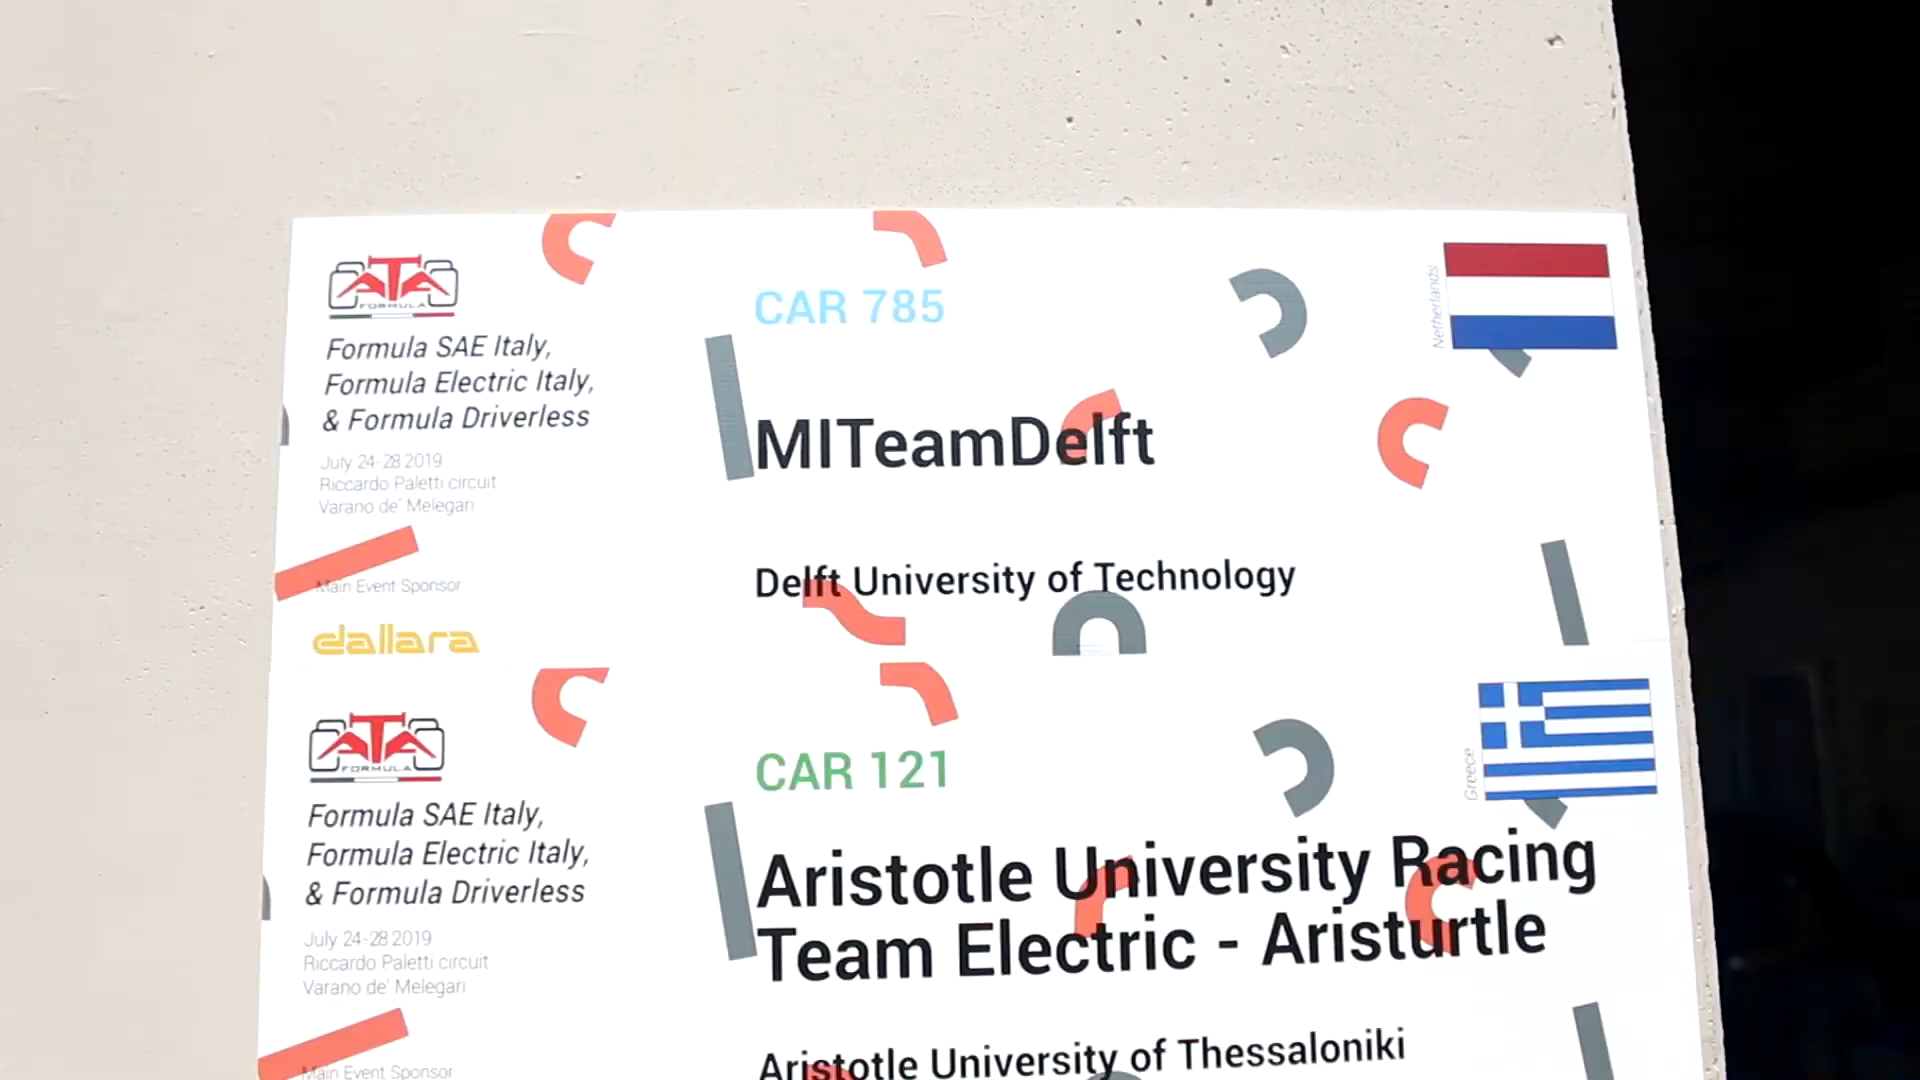 ATA
FORMULA
Formula SAE Italy,
Formula Electric Italy,
& Formula Driverless
July 24-28 2019
Riccardo Paletti circuit
Varano de' Melegari
Main Event Sponsor
dallara
CAR 785
MITeamDelft
Delft University of Technology
Netherlands
ATA
FORMULA
Formula SAE Italy,
Formula Electric Italy,
& Formula Driverless
July 24-28 2019
Riccardo Paletti circuit
Varano de' Melegari
Main Event Sponsor
CAR 121
Aristotle University Racing
Team Electric - Aristurtle
Aristotle University of Thessaloniki
Greece